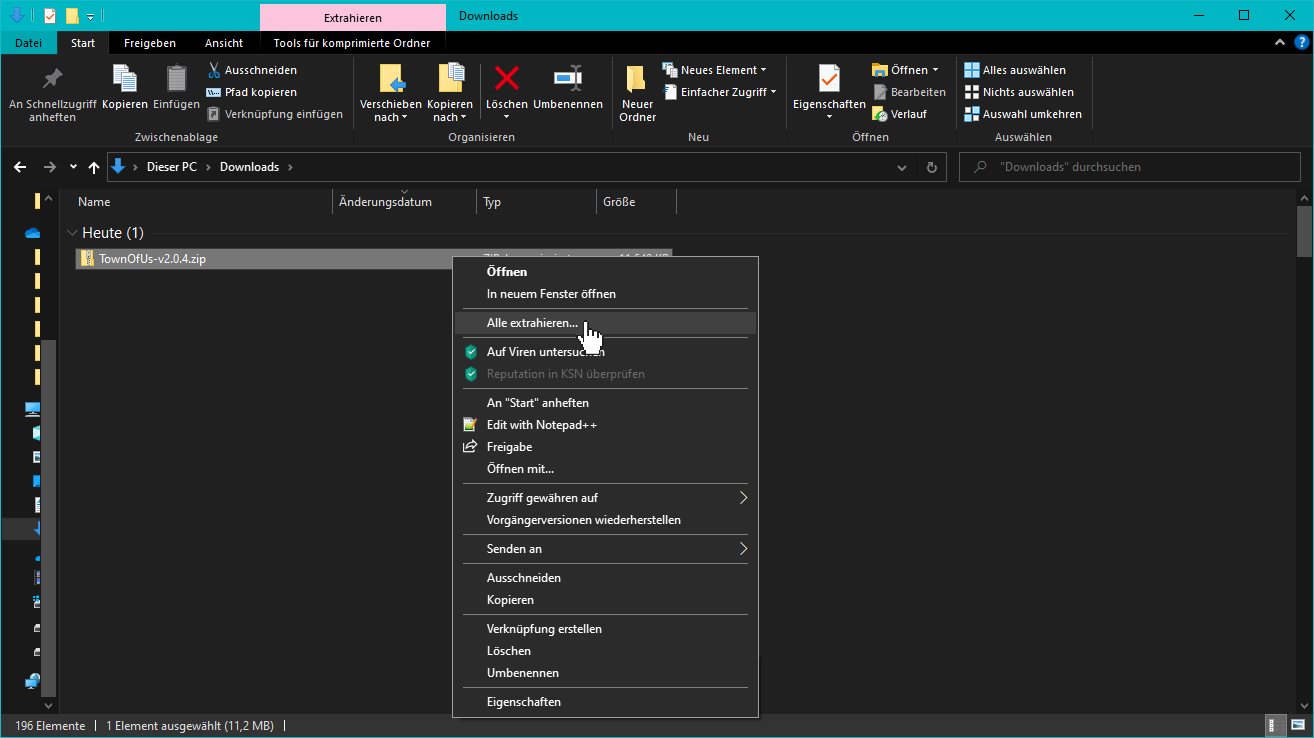 Extrahieren
Downloads
Datei
Start
Freigeben
Ansicht
Tools für komprimierte Ordner
An Schnellzugriff anheften
Kopieren
Einfügen
Ausschneiden
Pfad kopieren
Verknüpfung einfügen
Zwischenablage
Verschieben nach
Kopieren nach
Löschen
Umbenennen
Organisieren
Neuer Ordner
Neues Element
Einfacher Zugriff
Neu
Eigenschaften
Öffnen
Bearbeiten
Verlauf
Öffnen
Alles auswählen
Nichts auswählen
Auswahl umkehren
Auswählen
Dieser PC
Downloads
"Downloads" durchsuchen
Name
Änderungsdatum
Typ
Größe
Heute (1)
TownOfUs-v2.0.4.zip
Öffnen
In neuem Fenster öffnen
Alle extrahieren...
Auf Viren untersuchen
Reputation in KSN überprüfen
An "Start" anheften
Edit with Notepad++
Freigabe
Öffnen mit...
Zugriff gewähren auf
Vorgängerversionen wiederherstellen
Senden an
Ausschneiden
Kopieren
Verknüpfung erstellen
Löschen
Umbenennen
Eigenschaften
196 Elemente
1 Element ausgewählt (11,2 MB)